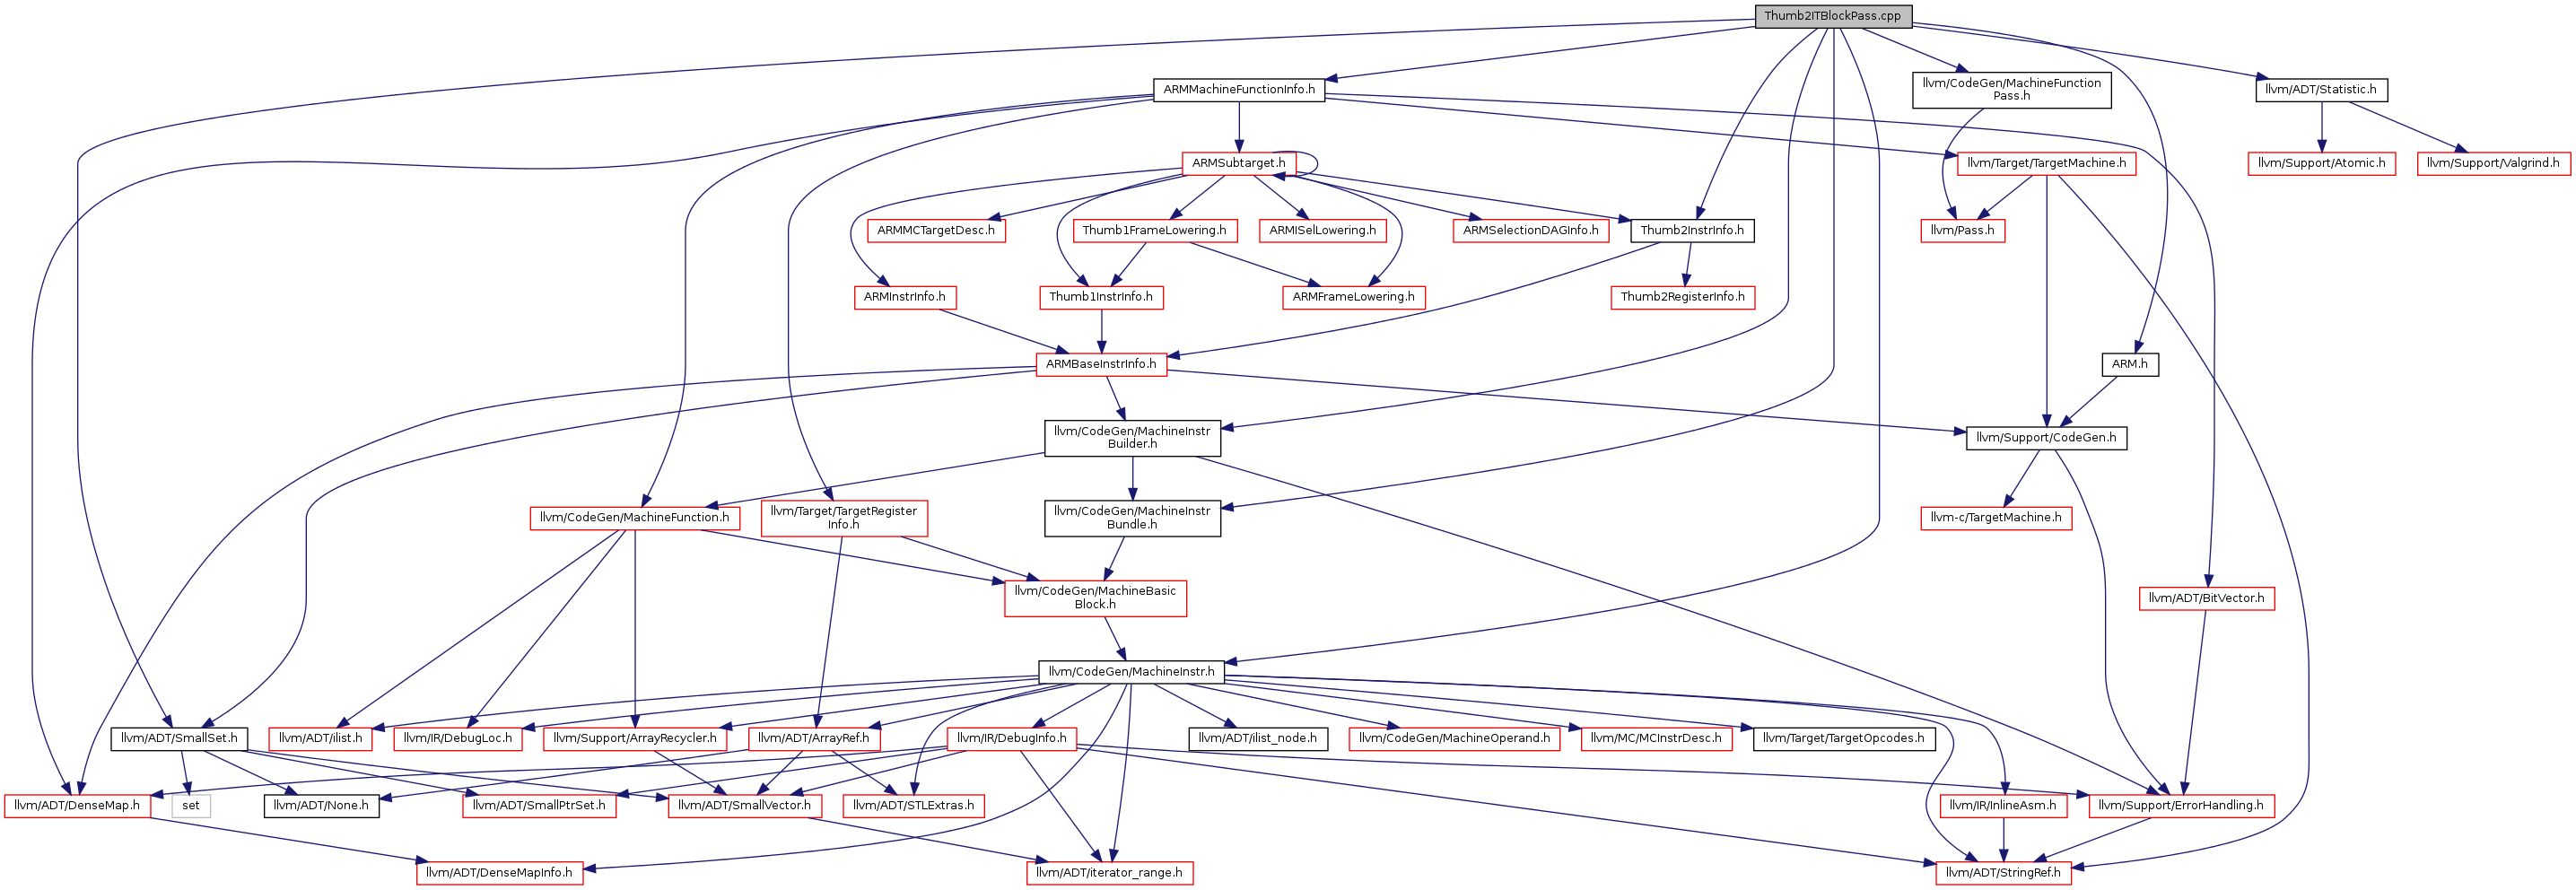 Thumb2ITBlockPass.cpp
ARMMachineFunctionInfo.h
llvm/CodeGen/MachineFunction
Pass.h
llvm/ADT/Statistic.h
ARMSubtarget.h
llvm/Target/TargetMachine.h
llvm/Support/Atomic.h
llvm/Support/Valgrind.h
ARMMCTargetDesc.h
Thumb1FrameLowering.h
ARMISelLowering.h
ARMSelectionDAGInfo.h
Thumb2InstrInfo.h
llvm/Pass.h
ARMInstrInfo.h
Thumb1InstrInfo.h
ARMFrameLowering.h
Thumb2RegisterInfo.h
ARMBaseInstrInfo.h
ARM.h
llvm/CodeGen/MachineInstr
Builder.h
llvm/Support/CodeGen.h
llvm/CodeGen/MachineFunction.h
llvm/Target/TargetRegister
Info.h
llvm/CodeGen/MachineInstr
Bundle.h
llvm-c/TargetMachine.h
llvm/CodeGen/MachineBasic
Block.h
llvm/ADT/BitVector.h
llvm/CodeGen/MachineInstr.h
llvm/ADT/SmallSet.h
llvm/ADT/ilist.h
llvm/IR/DebugLoc.h
llvm/Support/ArrayRecycler.h
llvm/ADT/ArrayRef.h
llvm/IR/DebugInfo.h
llvm/ADT/ilist_node.h
llvm/CodeGen/MachineOperand.h
llvm/MC/MCInstrDesc.h
llvm/Target/TargetOpcodes.h
llvm/ADT/DenseMap.h
set
llvm/ADT/None.h
llvm/ADT/SmallPtrSet.h
llvm/ADT/SmallVector.h
llvm/ADT/STLExtras.h
llvm/IR/InlineAsm.h
llvm/Support/ErrorHandling.h
llvm/ADT/DenseMapInfo.h
llvm/ADT/iterator_range.h
llvm/ADT/StringRef.h